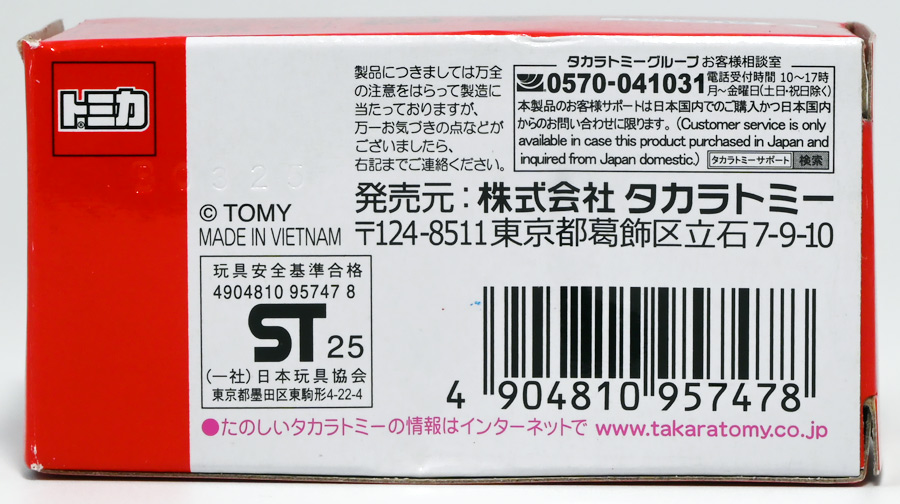 トミカ
®
製品につきましては万全
の注意をはらって製造に
当たっておりますが、
万一お気づきの点などが
ございましたら、
右記までご連絡ください。
タカラトミーグループ お客様相談室
0570-041031 電話受付時間 10〜17時
月〜金曜日(土日・祝日除く)
本製品のお客様サポートは日本国内でのご購入かつ日本国内
からのお問い合わせに限ります。(Customer service is only
available in case this product purchased in Japan and
inquired from Japan domestic.) タカラトミーサポート 検索
© TOMY
MADE IN VIETNAM
発売元：株式会社 タカラトミー
〒124-8511 東京都葛飾区立石 7-9-10
玩具安全基準合格
4904810 95747 8
ST 25
(一社)日本玩具協会
東京都墨田区東駒形4-22-4
4 904810 957478
●たのしいタカラトミーの情報はインターネットで www.takaratomy.co.jp